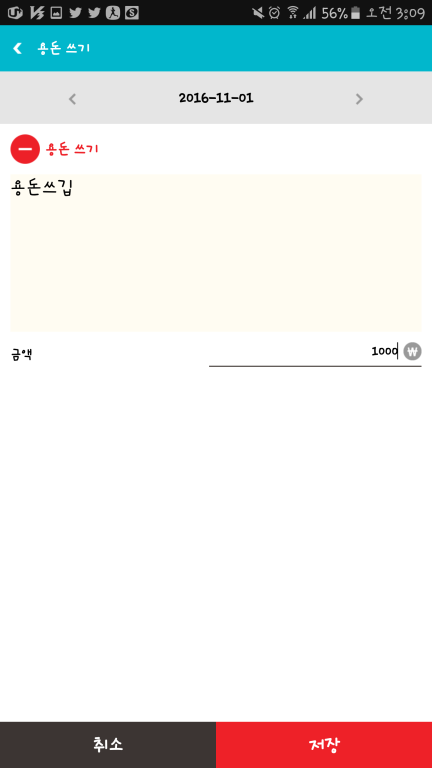 56% 오전 3:09
용돈 쓰기
2016-11-01
용돈 쓰기
용돈쓰깁
금액 1000 ₩
취소 저장